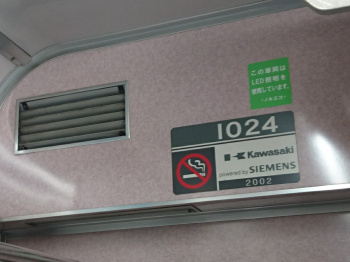 この車両は
LED照明を
使用しています。
1024
Kawasaki
powered by SIEMENS
2002